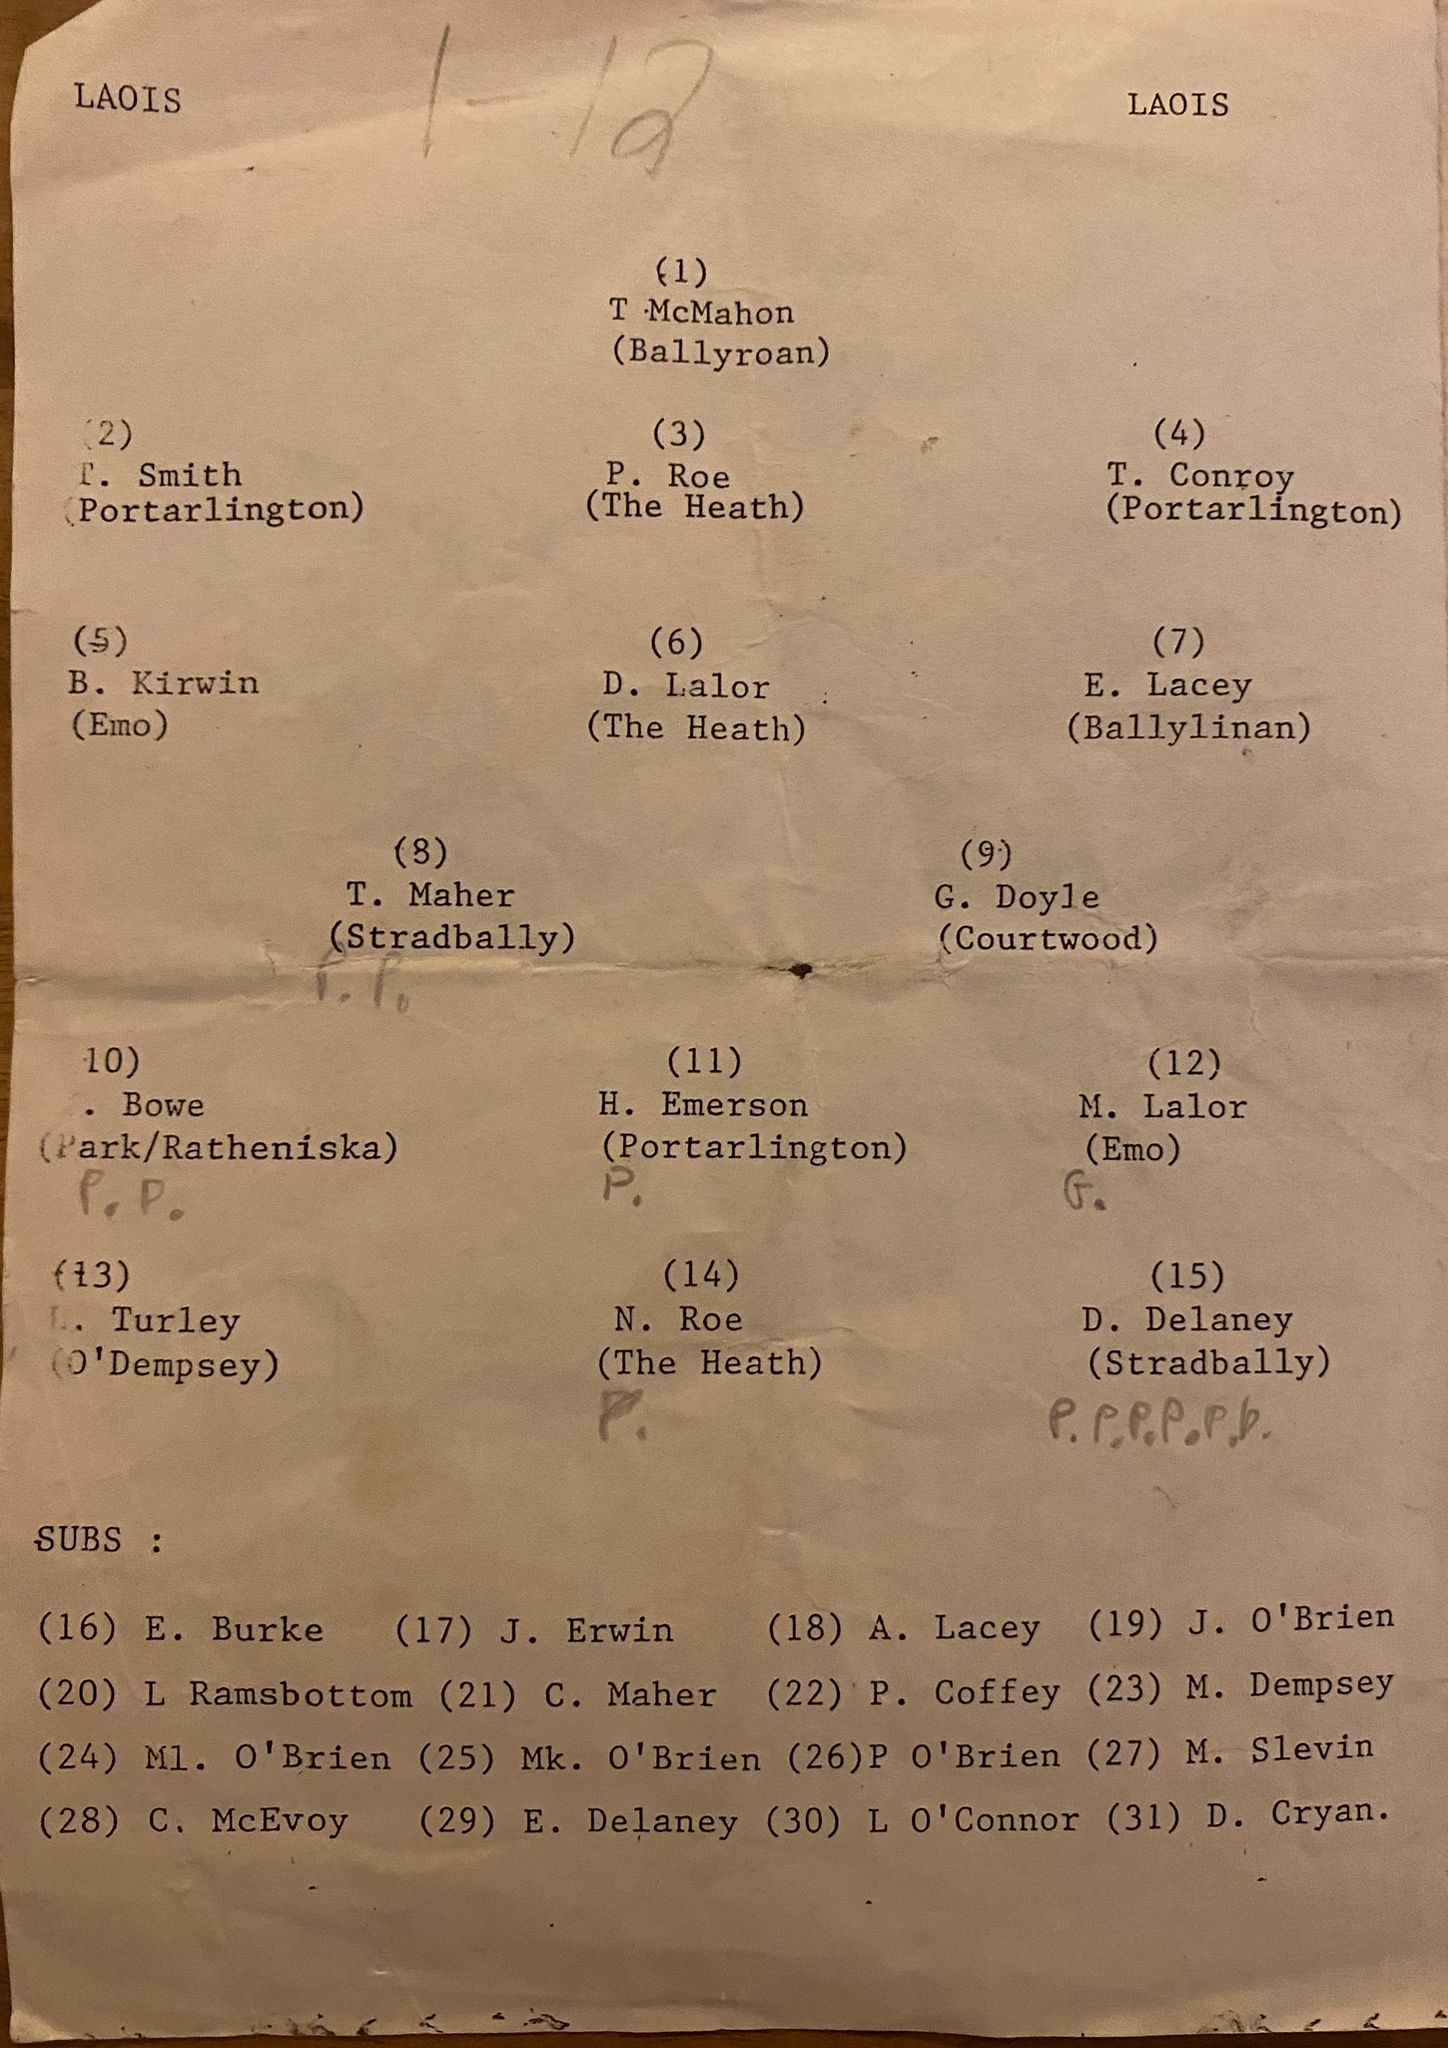 LAOIS 1-12 LAOIS
(1)
T McMahon
(Ballyroan)
(2) (3) (4)
T. Smith P. Roe T. Conroy
(Portarlington) (The Heath) (Portarlington)
(5) (6) (7)
B. Kirwin D. Lalor E. Lacey
(Emo) (The Heath) (Ballylinan)
(8) (9)
T. Maher G. Doyle
(Stradbally) (Courtwood)
P. P.
10) (11) (12)
. Bowe H. Emerson M. Lalor
(Park/Ratheniska) (Portarlington) (Emo)
P. P. P. G.
(13) (14) (15)
. Turley N. Roe D. Delaney
(O'Dempsey) (The Heath) (Stradbally)
P. P. P. P. P. P. P.
SUBS :
(16) E. Burke (17) J. Erwin (18) A. Lacey (19) J. O'Brien
(20) L Ramsbottom (21) C. Maher (22) P. Coffey (23) M. Dempsey
(24) Ml. O'Brien (25) Mk. O'Brien (26)P O'Brien (27) M. Slevin
(28) C. McEvoy (29) E. Delaney (30) L O'Connor (31) D. Cryan.